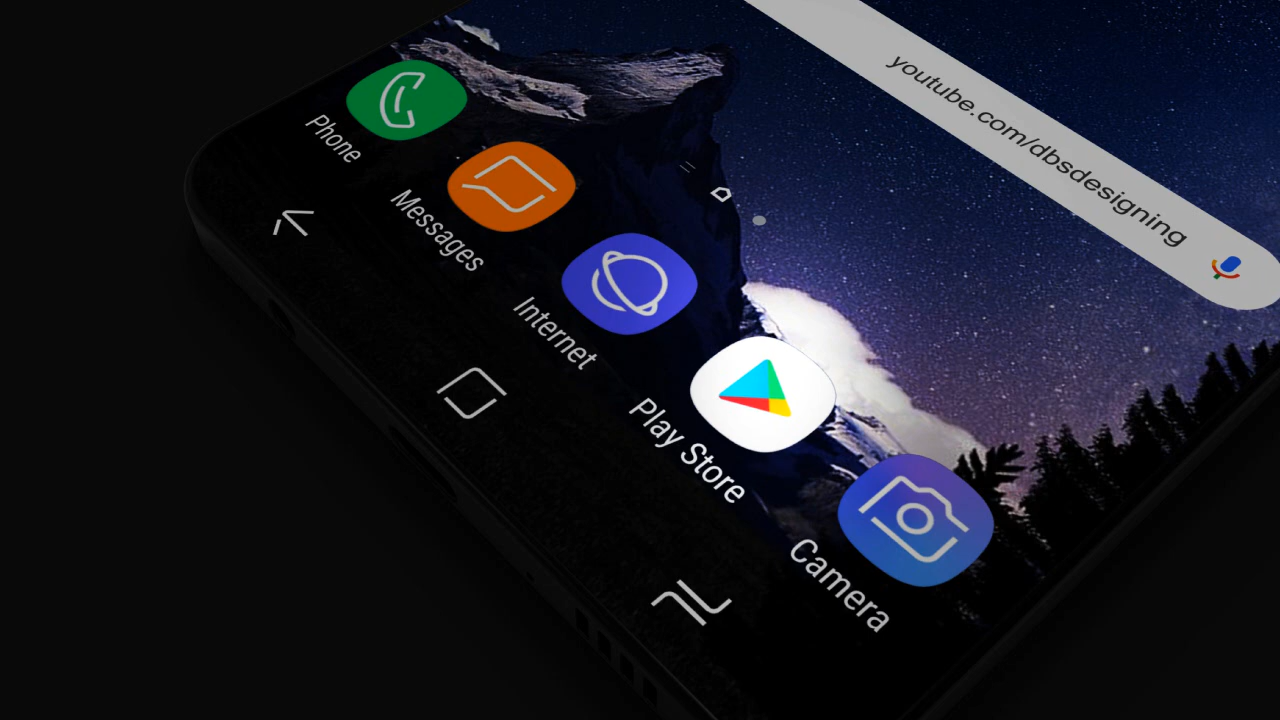 youtube.com/dbsdesigning
Phone
Messages
Internet
Play Store
Camera